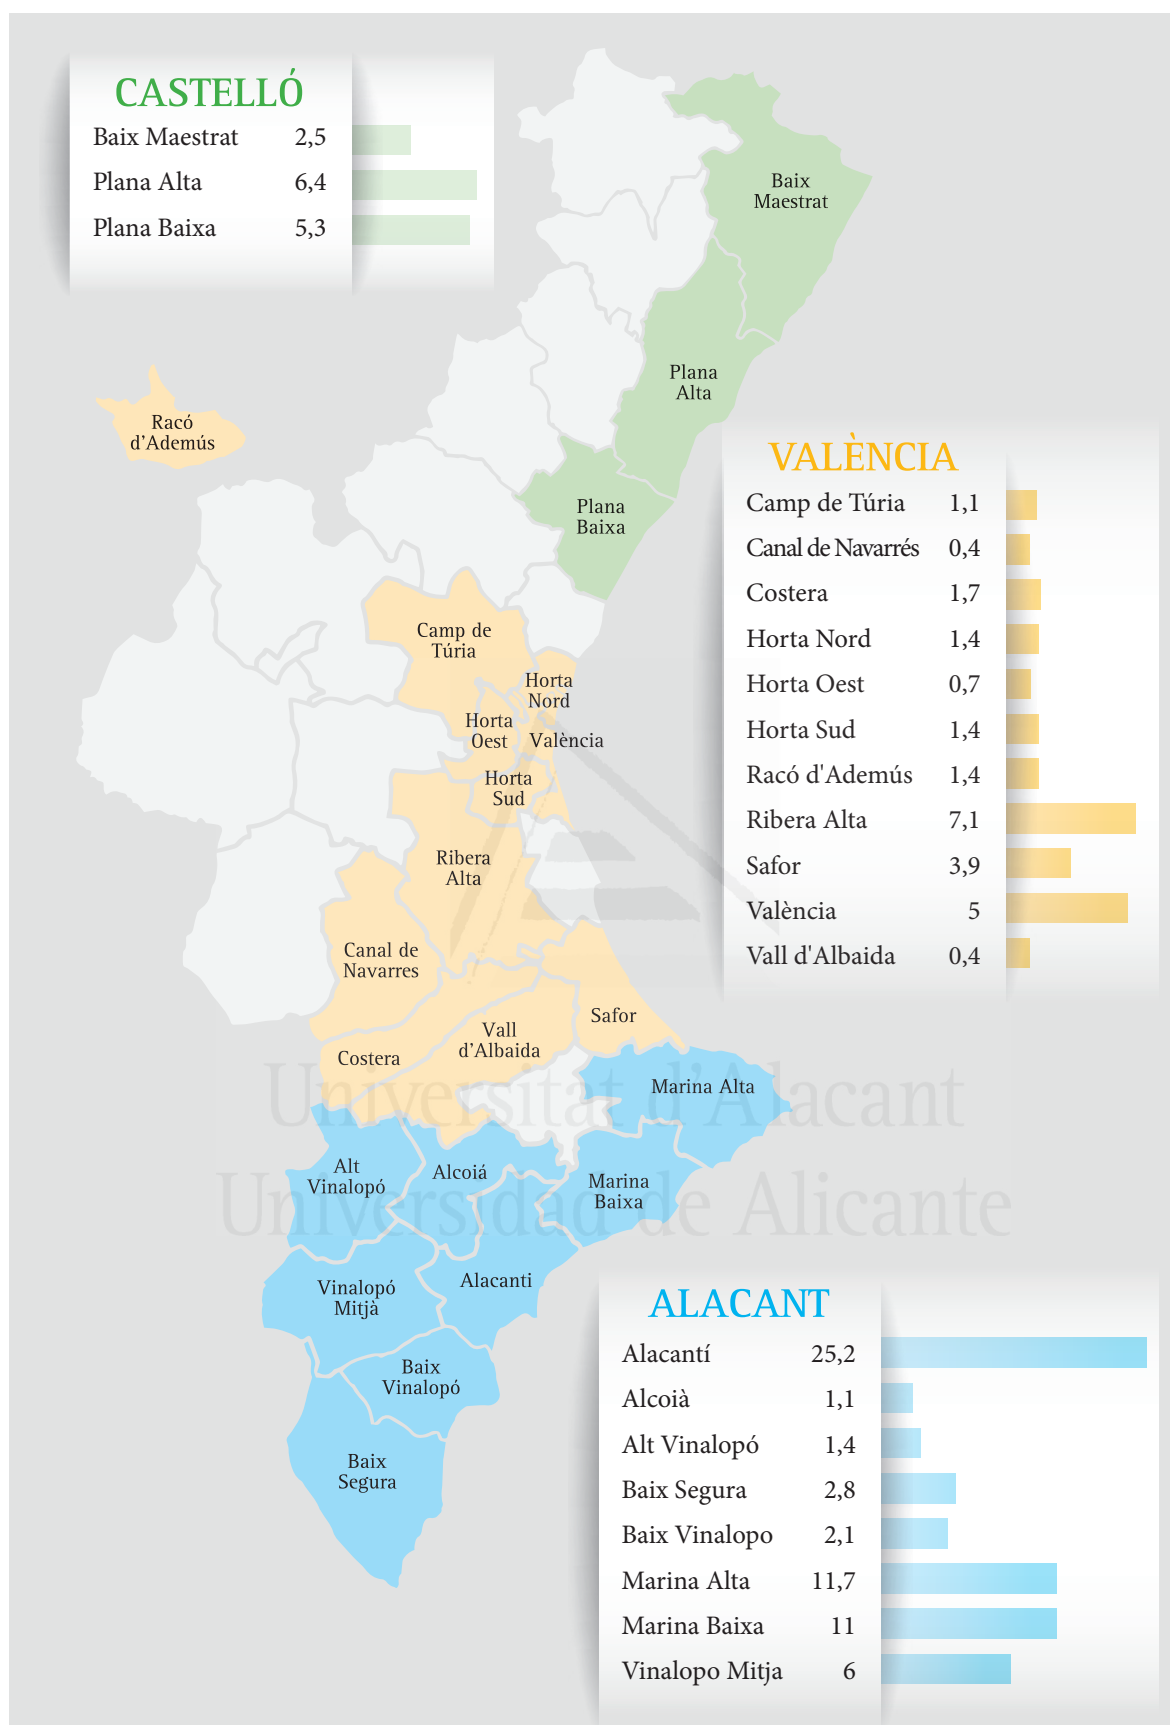 CASTELLÓ
Baix Maestrat 2,5
Plana Alta 6,4
Plana Baixa 5,3
Baix
Maestrat
Plana
Alta
Racó
d'Ademús
Plana
Baixa
VALÈNCIA
Camp de Túria 1,1
Canal de Navarrés 0,4
Costera 1,7
Horta Nord 1,4
Horta Oest 0,7
Horta Sud 1,4
Racó d'Ademús 1,4
Ribera Alta 7,1
Safor 3,9
València 5
Vall d'Albaida 0,4
Camp de
Túria
Horta
Nord
Horta
Oest
València
Horta
Sud
Ribera
Alta
Canal de
Navarres
Safor
Vall
d'Albaida
Costera
Marina Alta
Universitat d'Alacant
Universidad de Alicante
Alt
Vinalopó
Alcoiá
Marina
Baixa
Vinalopó
Mitjà
Alacanti
Baix
Vinalopó
Baix
Segura
ALACANT
Alacantí 25,2
Alcoià 1,1
Alt Vinalopó 1,4
Baix Segura 2,8
Baix Vinalopo 2,1
Marina Alta 11,7
Marina Baixa 11
Vinalopo Mitja 6